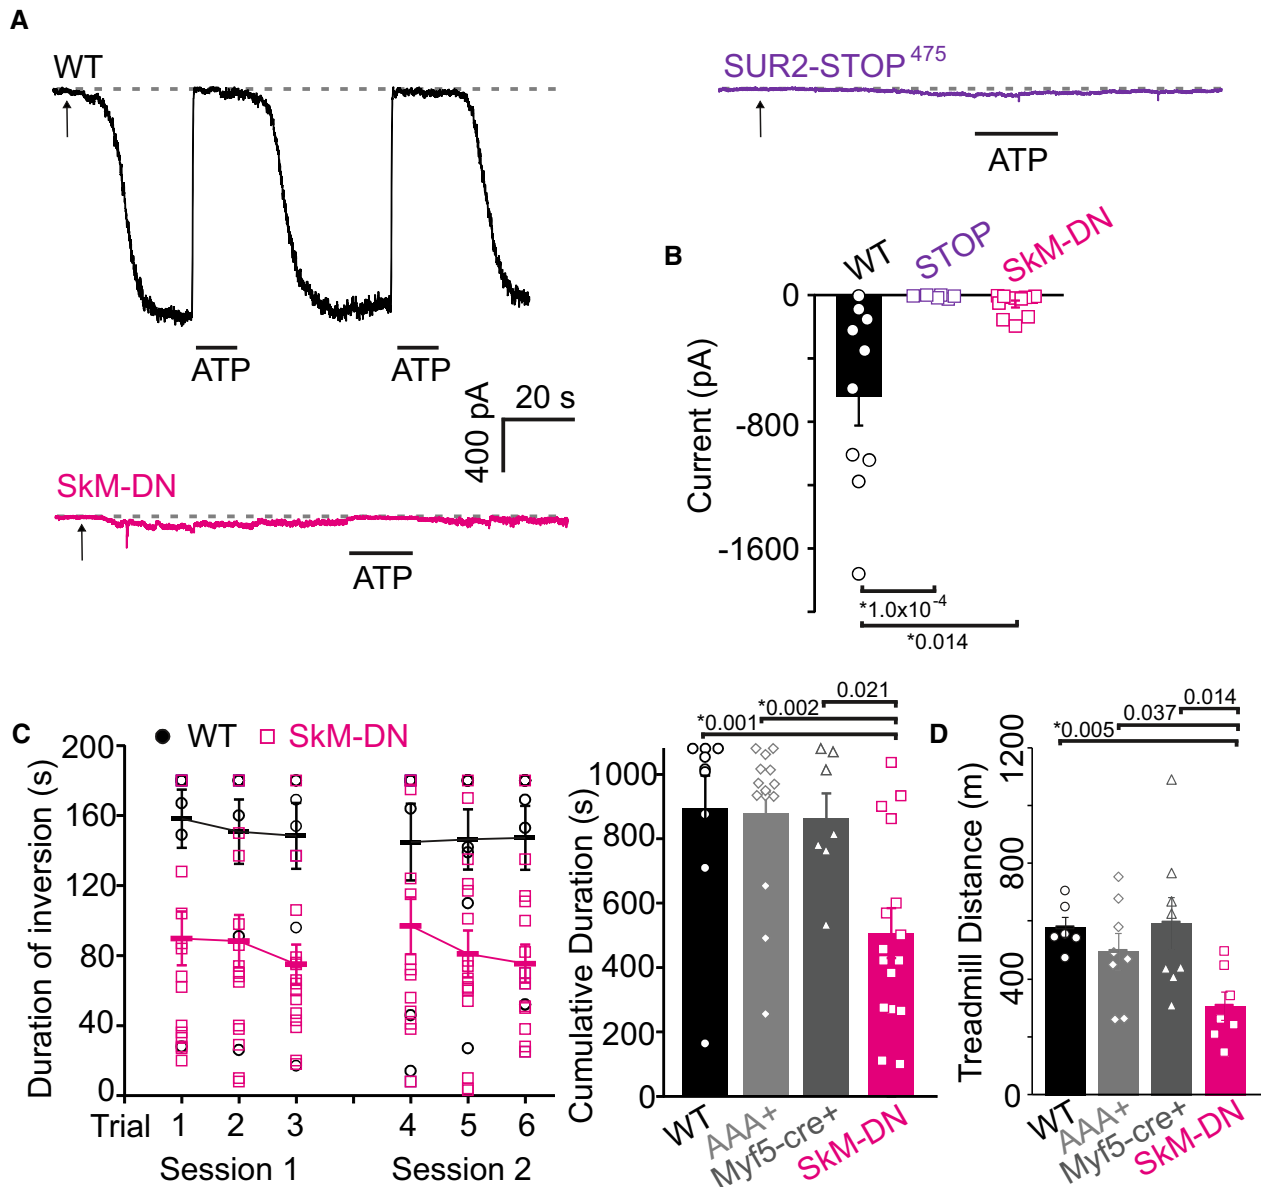 A
WT
ATP
ATP
SUR2-STOP475
ATP
400 pA
20 s
SkM-DN
ATP
B
WT
STOP
SkM-DN
Current (pA)
0
-800
-1600
*1.0x10-4
*0.014
C
WT
SkM-DN
Duration of inversion (s)
200
160
120
80
40
0
Trial
1
2
3
4
5
6
Session 1
Session 2
0.021
*0.002
*0.001
Cumulative Duration (s)
1000
800
600
400
200
0
WT
AAA+
Myf5-cre+
SkM-DN
D
0.014
0.037
*0.005
Treadmill Distance (m)
1200
800
400
0
WT
AAA+
Myf5-cre+
SkM-DN